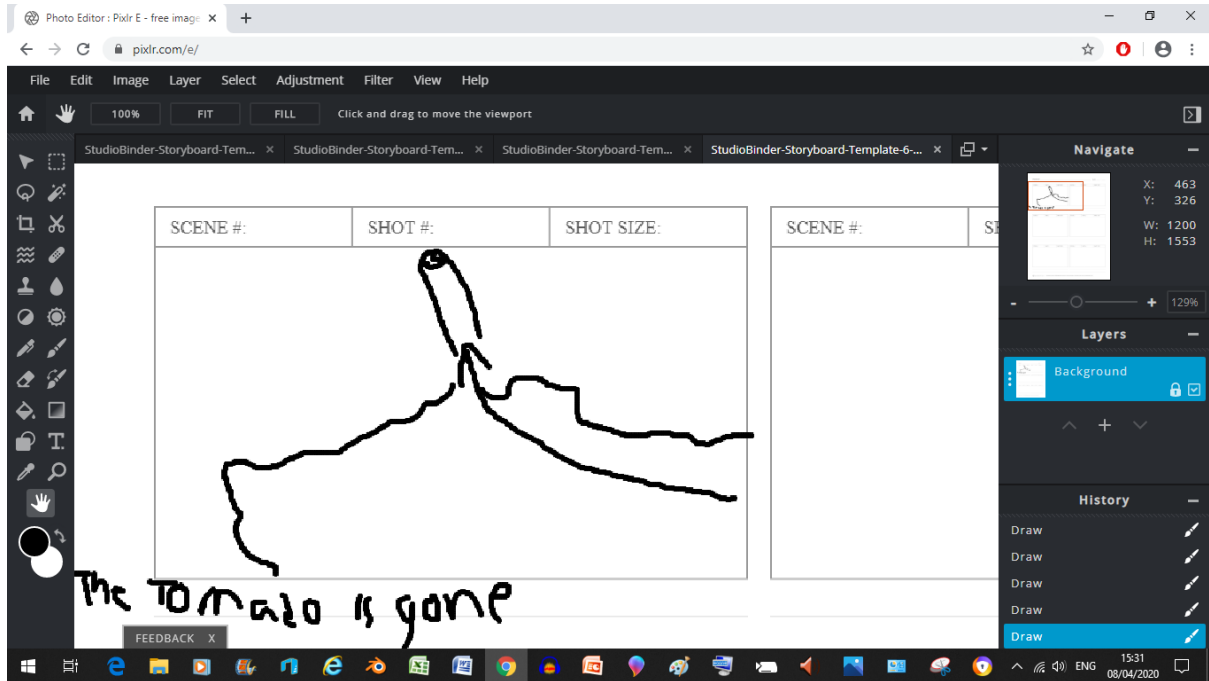 Photo Editor : Pixlr E - free image
pixlr.com/e/
File Edit Image Layer Select Adjustment Filter View Help
100% FIT FILL Click and drag to move the viewport
StudioBinder-Storyboard-Tem... StudioBinder-Storyboard-Tem... StudioBinder-Storyboard-Tem... StudioBinder-Storyboard-Template-6-...
Navigate
X: 463
Y: 326
W: 1200
H: 1553
SCENE #: SHOT #: SHOT SIZE: SCENE #:
- + 129%
Layers
Background
History
Draw
Draw
Draw
Draw
Draw
The Tomato is gone
FEEDBACK X
ENG 15:31
08/04/2020